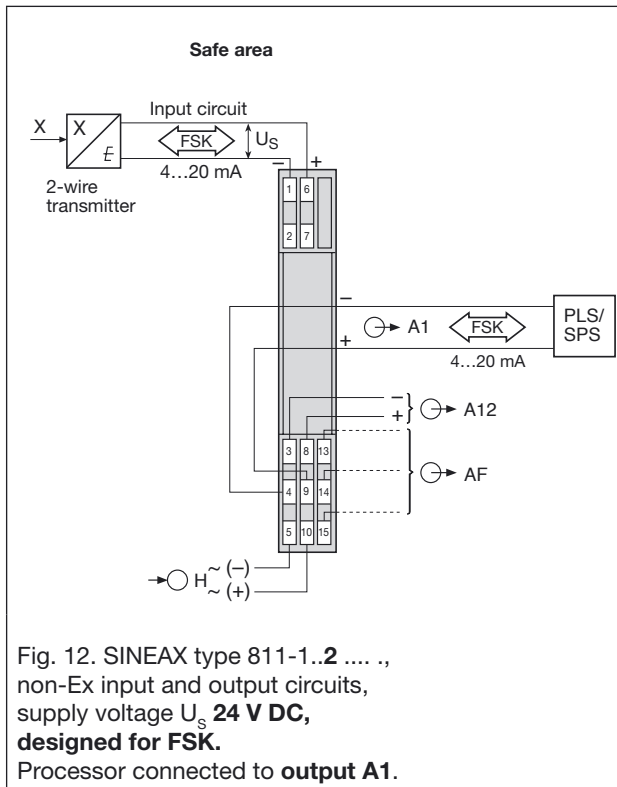 Safe area
Input circuit
X
X
E
FSK
U_S
4...20 mA
2-wire
transmitter
– +
1 6
2 7
–
A1
FSK
PLS/
SPS
+
4...20 mA
–
+
A12
3 8 13
AF
4 9 14
5 10 15
H
~ (–)
~ (+)
Fig. 12. SINEAX type 811-1..2 .... .,
non-Ex input and output circuits,
supply voltage U_S 24 V DC,
designed for FSK.
Processor connected to output A1.